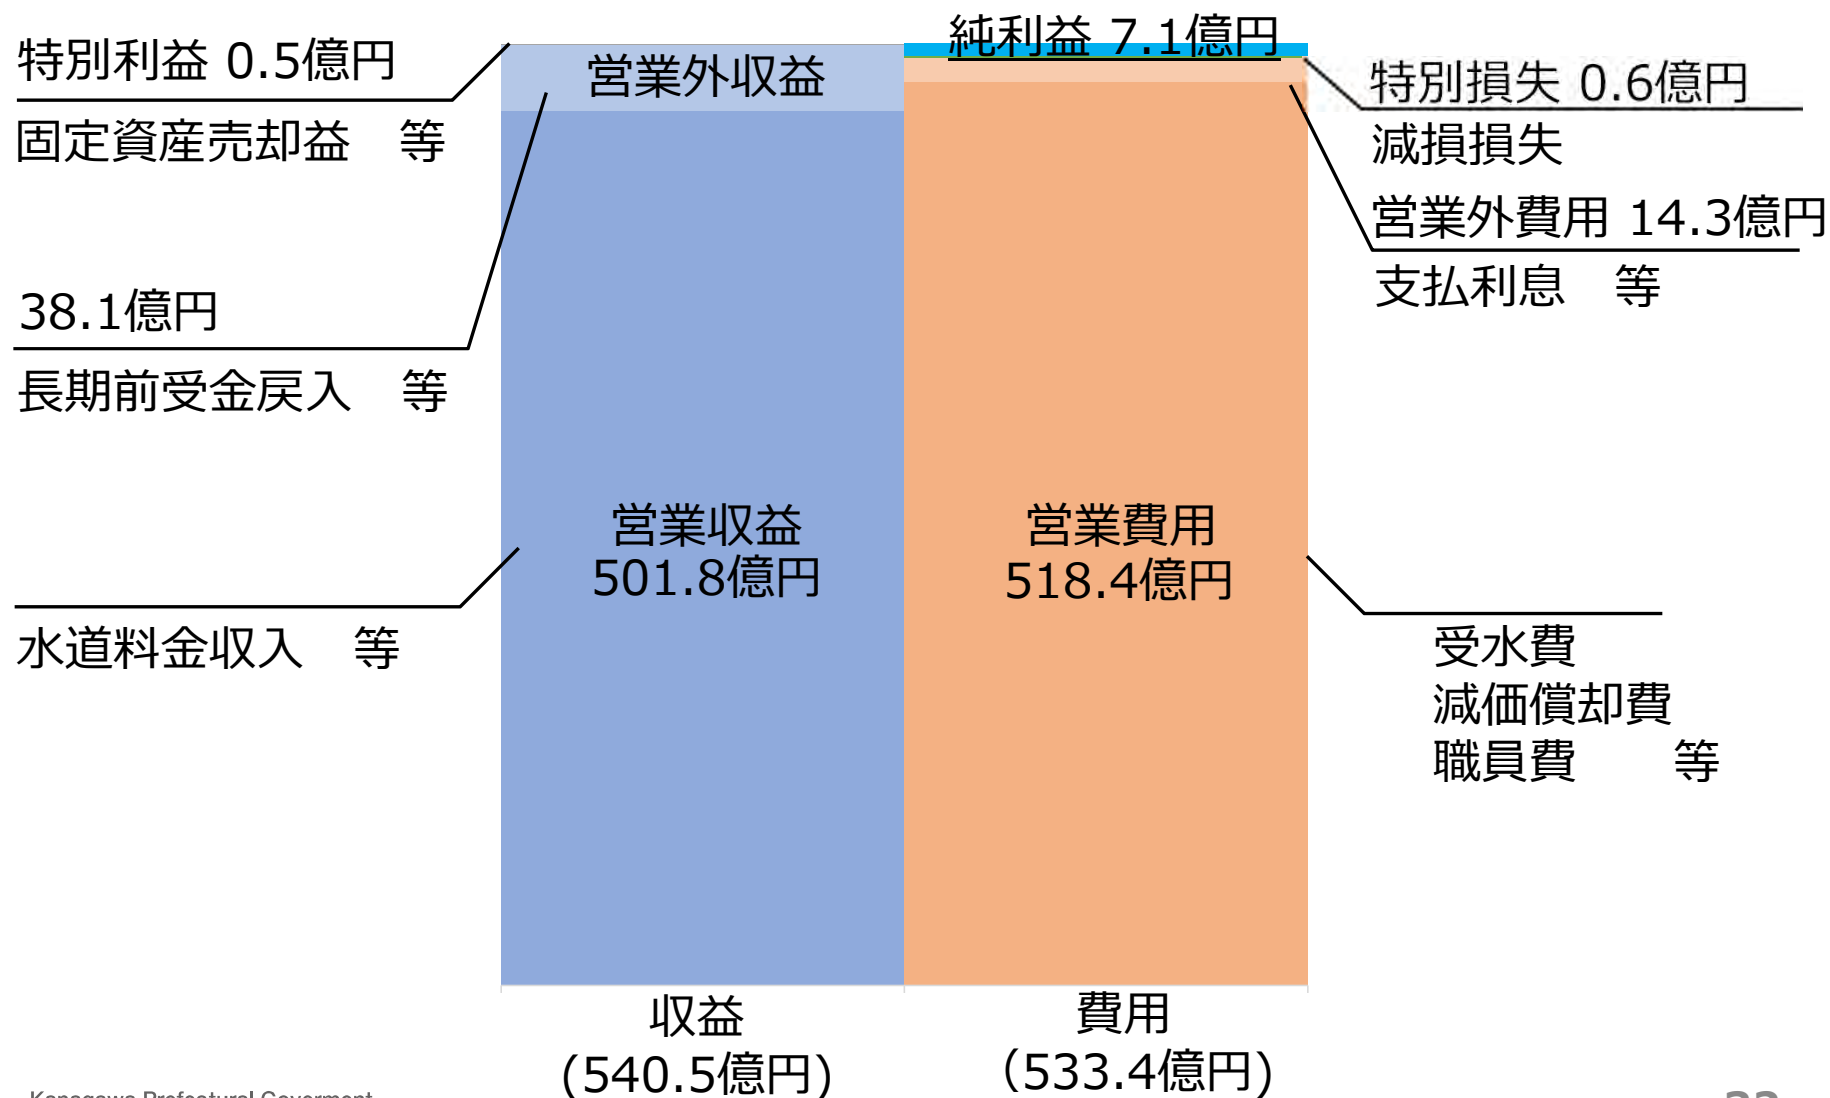 特別利益 0.5億円
固定資産売却益　等
38.1億円
長期前受金戻入　等
水道料金収入　等
営業外収益
営業収益
501.8億円
収益
(540.5億円)
純利益 7.1億円
営業費用
518.4億円
費用
(533.4億円)
特別損失 0.6億円
減損損失
営業外費用 14.3億円
支払利息　等
受水費
減価償却費
職員費　　等
Kanagawa Prefectural Goverment